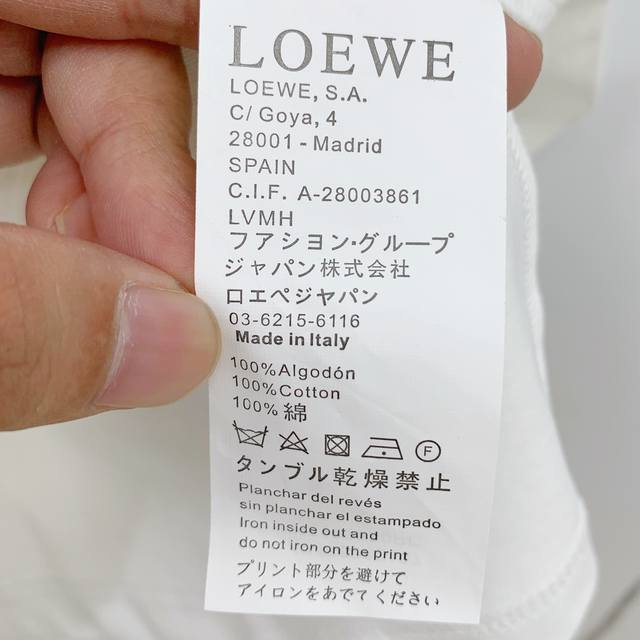 LOEWE
LOEWE, S.A.
C/ Goya, 4
28001 - Madrid
SPAIN
C.I.F. A-28003861
LVMH
フアシヨン・グループ
ジャパン株式会社
ロエペジャパン
03-6215-6116
Made in Italy
100%Algodón
100%Cotton
100% 綿
F
タンブル乾燥禁止
Planchar del revés
sin planchar el estampado
Iron inside out and
do not iron on the print
プリント部分を避けて
アイロンをあでてください